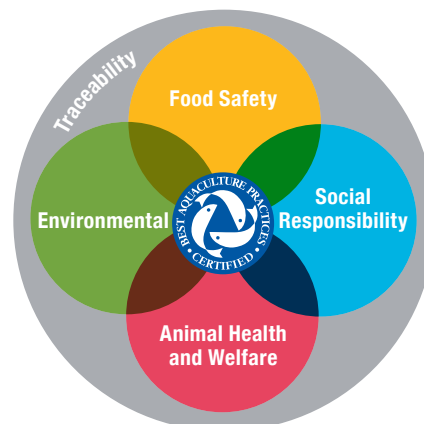 Traceability
Food Safety
Environmental
Social
Responsibility
BEST AQUACULTURE PRACTICES
• CERTIFIED •
Animal Health
and Welfare